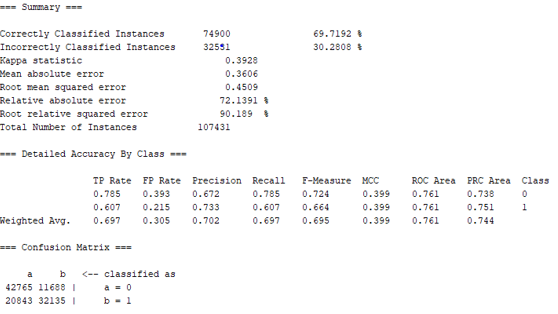 === Summary ===
Correctly Classified Instances 74900 69.7192 %
Incorrectly Classified Instances 32531 30.2808 %
Kappa statistic 0.3928
Mean absolute error 0.3606
Root mean squared error 0.4509
Relative absolute error 72.1391 %
Root relative squared error 90.189 %
Total Number of Instances 107431
=== Detailed Accuracy By Class ===
TP Rate FP Rate Precision Recall F-Measure MCC ROC Area PRC Area Class
0.785 0.393 0.672 0.785 0.724 0.399 0.761 0.738 0
0.607 0.215 0.733 0.607 0.664 0.399 0.761 0.751 1
Weighted Avg. 0.697 0.305 0.702 0.697 0.695 0.399 0.761 0.744
=== Confusion Matrix ===
a b <-- classified as
42765 11688 | a = 0
20843 32135 | b = 1